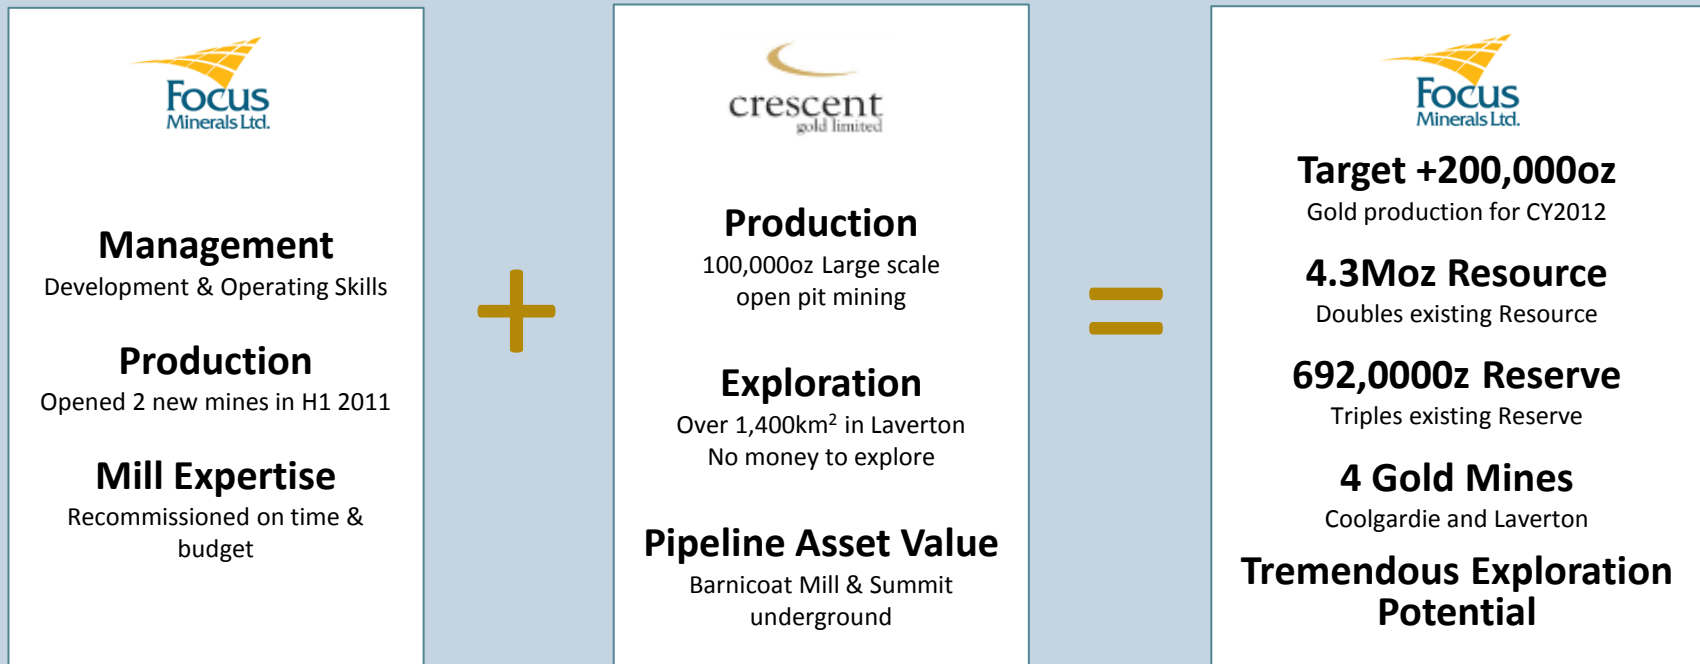 Focus
Minerals Ltd.
Management
Development & Operating Skills
Production
Opened 2 new mines in H1 2011
Mill Expertise
Recommissioned on time &
budget
+
crescent
gold limited
Production
100,000oz Large scale
open pit mining
Exploration
Over 1,400km² in Laverton
No money to explore
Pipeline Asset Value
Barnicoat Mill & Summit
underground
=
Focus
Minerals Ltd.
Target +200,000oz
Gold production for CY2012
4.3Moz Resource
Doubles existing Resource
692,0000z Reserve
Triples existing Reserve
4 Gold Mines
Coolgardie and Laverton
Tremendous Exploration
Potential